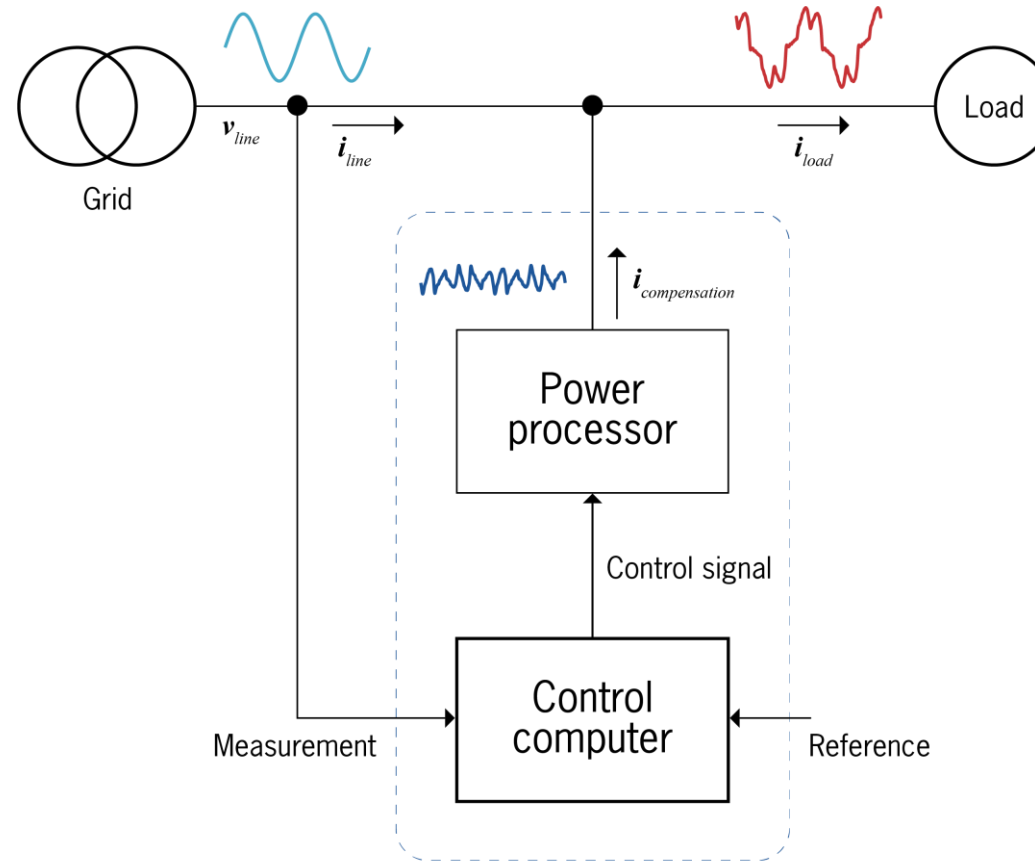 v_line
i_line
i_load
Load
Grid
i_compensation
Power
processor
Control signal
Control
computer
Measurement
Reference